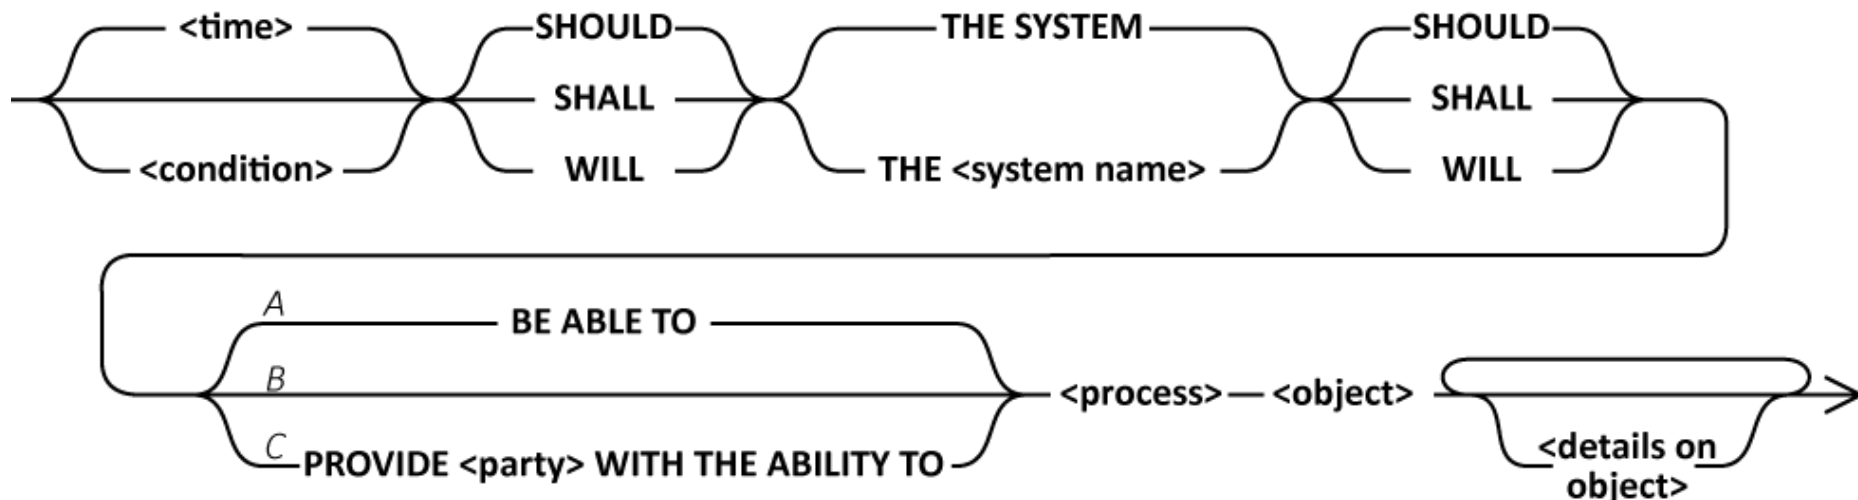 <time> SHOULD THE SYSTEM SHOULD
SHALL SHALL
<condition> WILL THE <system name> WILL
A BE ABLE TO
B <process> <object>
C PROVIDE <party> WITH THE ABILITY TO <details on
object>